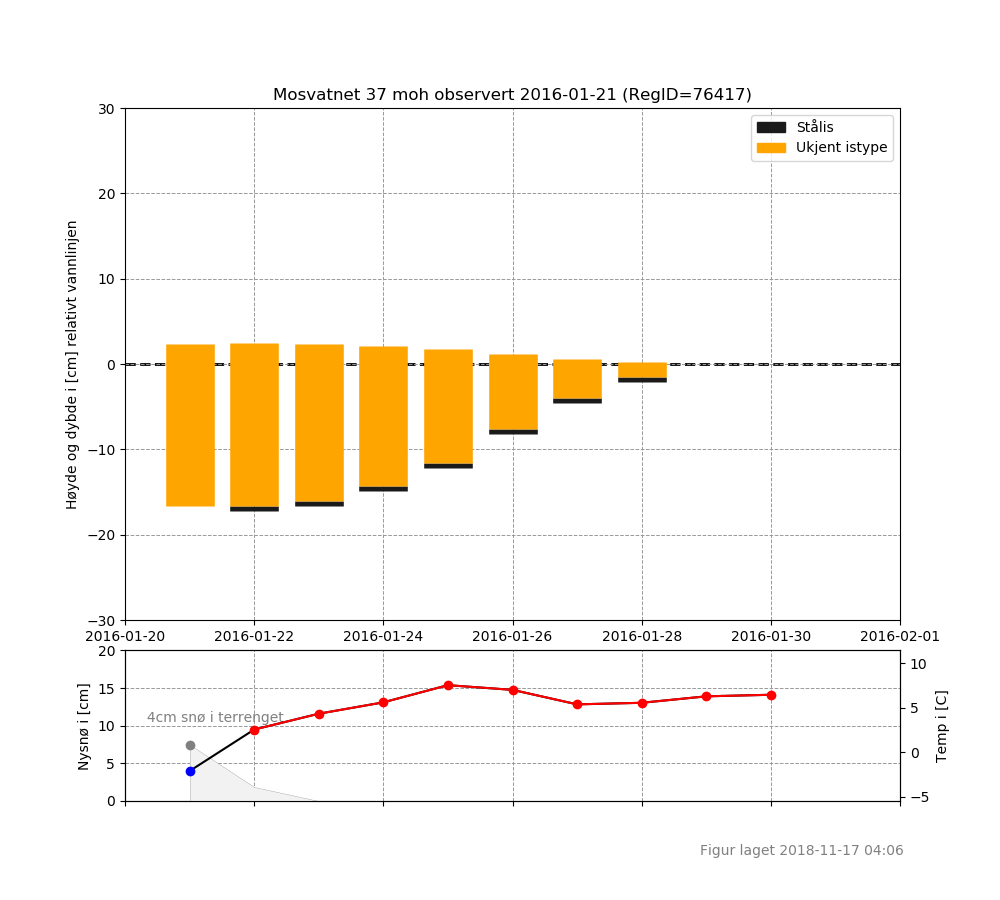 Mosvatnet 37 moh observert 2016-01-21 (RegID=76417)
Stålis
Ukjent istype
Høyde og dybde i [cm] relativt vannlinjen
30
20
10
0
−10
−20
−30
2016-01-20 2016-01-22 2016-01-24 2016-01-26 2016-01-28 2016-01-30 2016-02-01
Nysnø i [cm]
20
15
10
5
0
4cm snø i terrenget
10
5
0
−5
Temp i [C]
Figur laget 2018-11-17 04:06